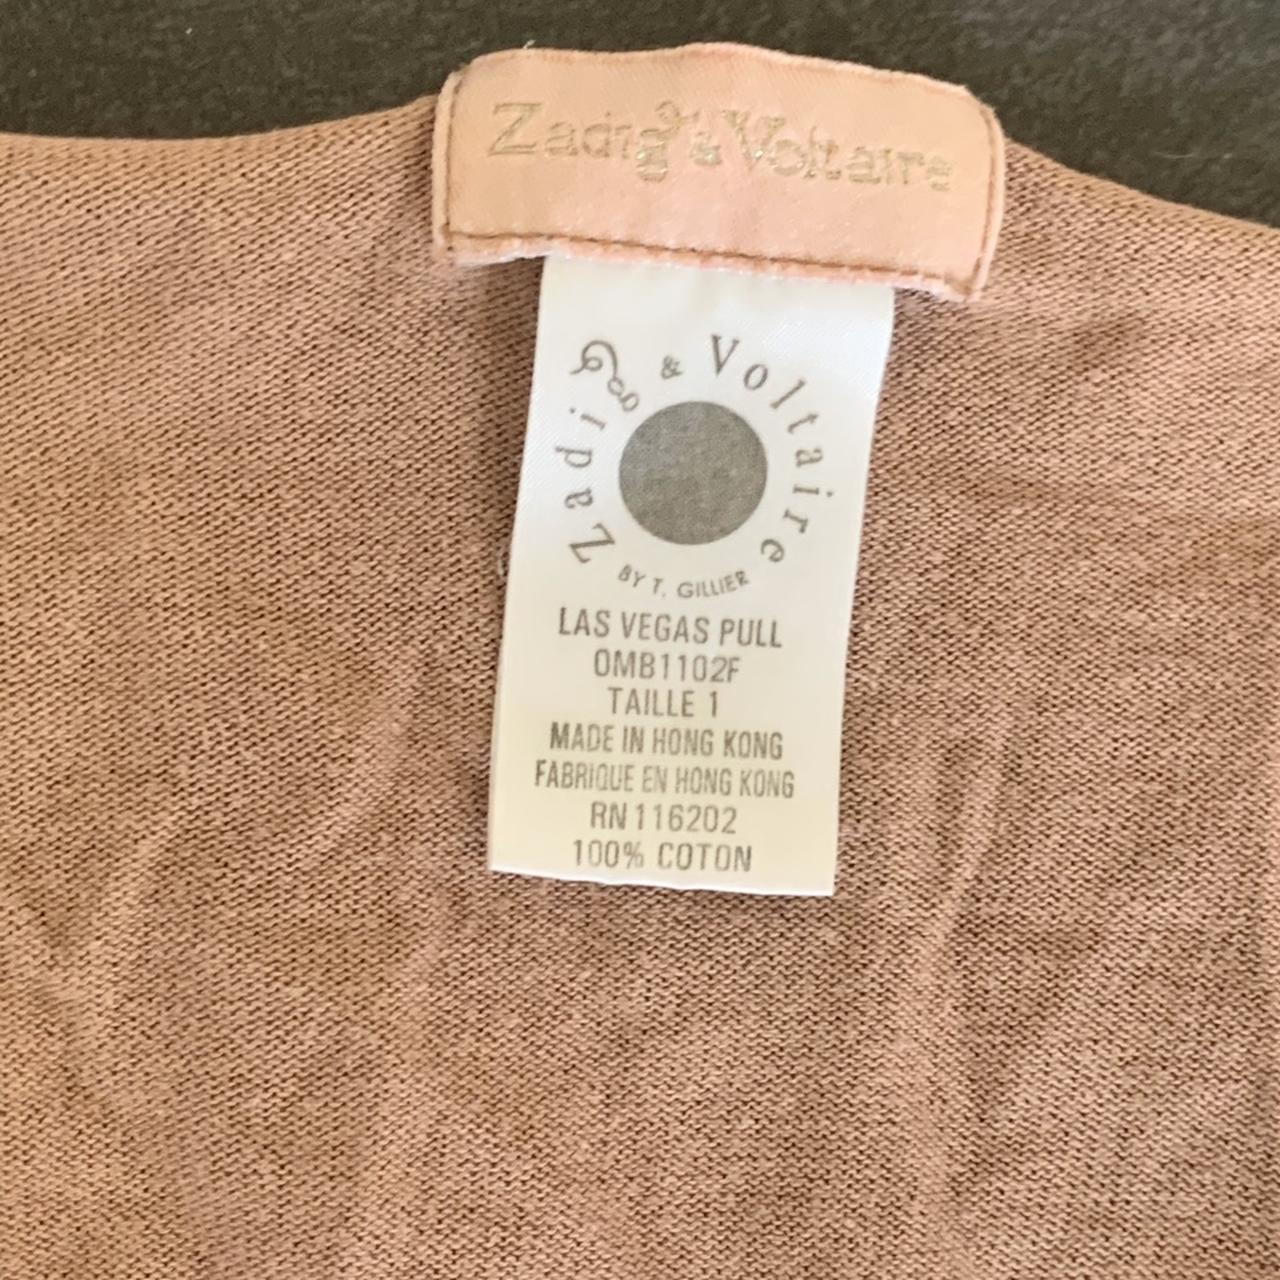 Zadig & Voltaire
Zadig & Voltaire
BY T. GILLIER
LAS VEGAS PULL
0MB1102F
TAILLE 1
MADE IN HONG KONG
FABRIQUE EN HONG KONG
RN 116202
100% COTON